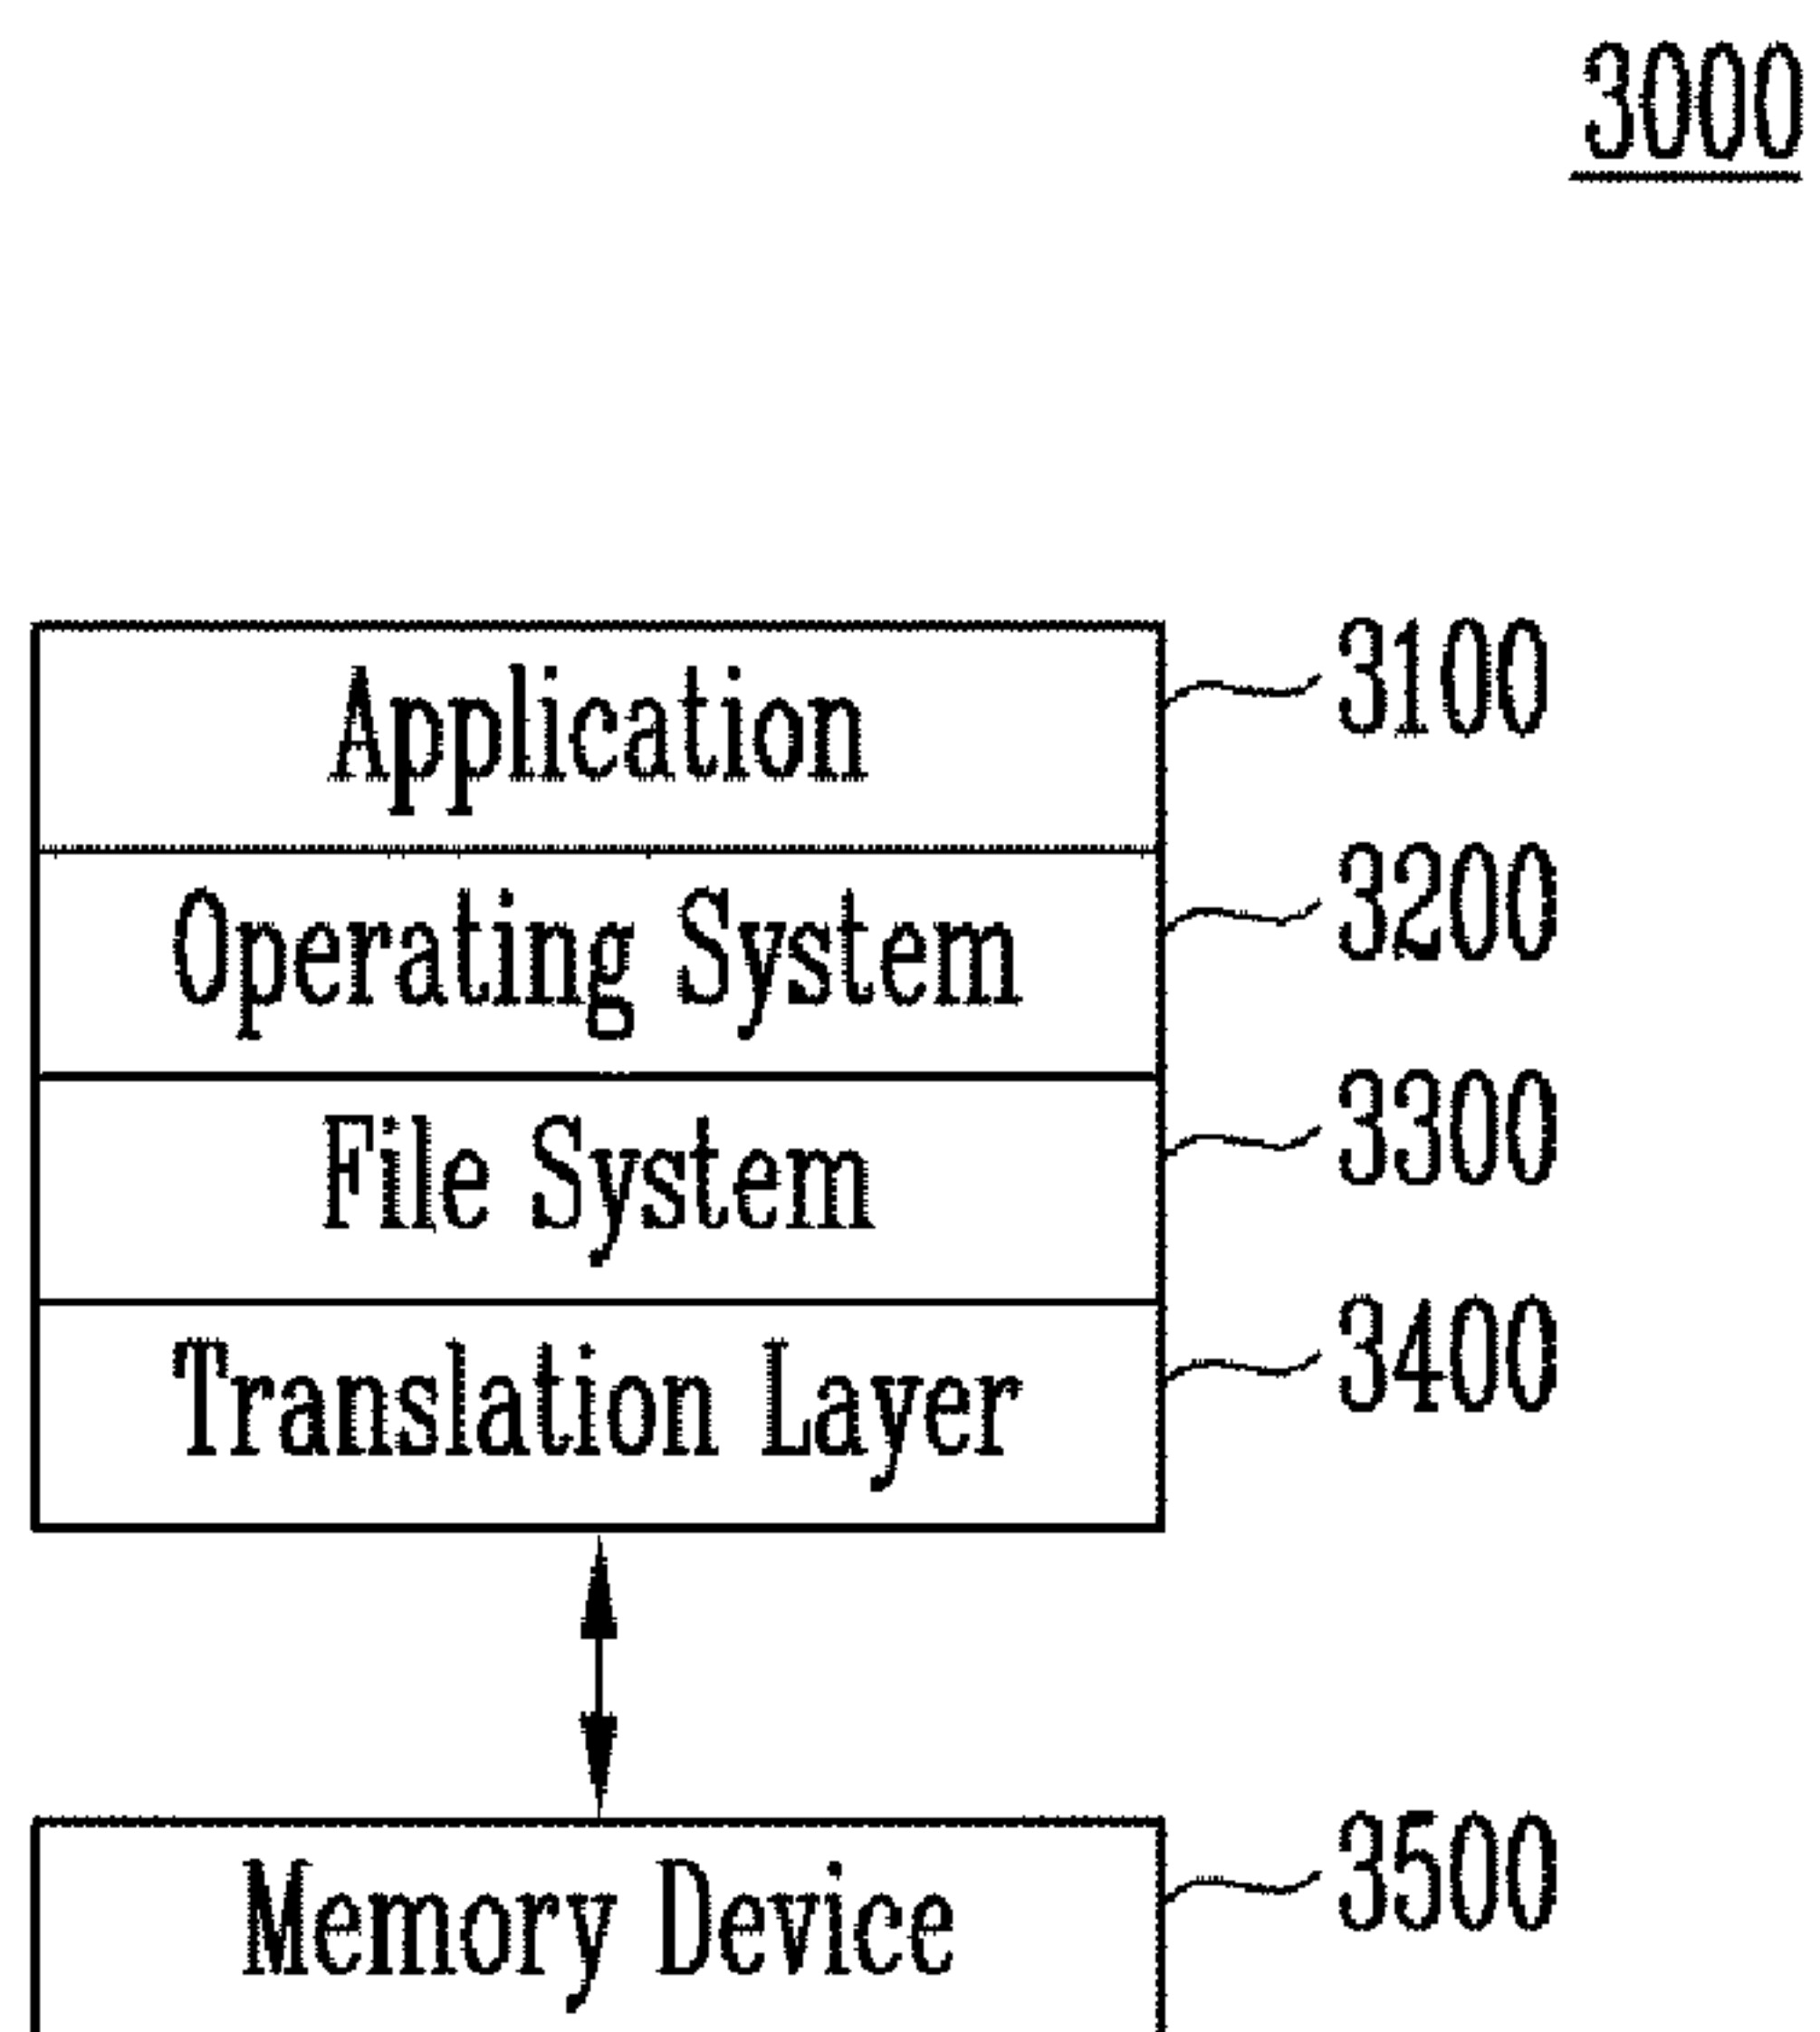 3000
Application 3100
Operating System 3200
File System 3300
Translation Layer 3400
Memory Device 3500